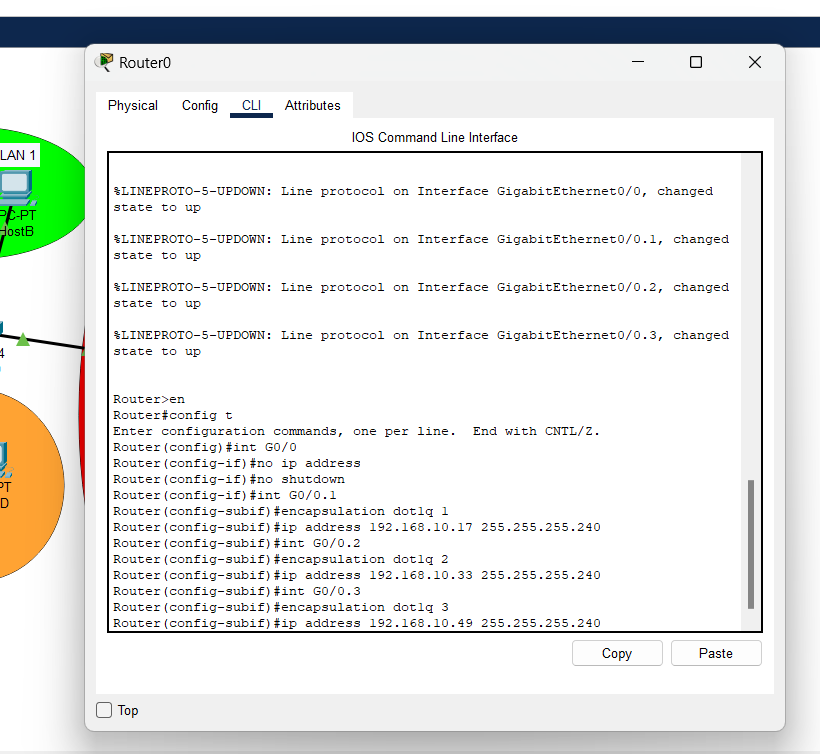 Router0
Physical Config CLI Attributes
IOS Command Line Interface
%LINEPROTO-5-UPDOWN: Line protocol on Interface GigabitEthernet0/0, changed
state to up
%LINEPROTO-5-UPDOWN: Line protocol on Interface GigabitEthernet0/0.1, changed
state to up
%LINEPROTO-5-UPDOWN: Line protocol on Interface GigabitEthernet0/0.2, changed
state to up
%LINEPROTO-5-UPDOWN: Line protocol on Interface GigabitEthernet0/0.3, changed
state to up
Router>en
Router#config t
Enter configuration commands, one per line.  End with CNTL/Z.
Router(config)#int G0/0
Router(config-if)#no ip address
Router(config-if)#no shutdown
Router(config-if)#int G0/0.1
Router(config-subif)#encapsulation dot1q 1
Router(config-subif)#ip address 192.168.10.17 255.255.255.240
Router(config-subif)#int G0/0.2
Router(config-subif)#encapsulation dot1q 2
Router(config-subif)#ip address 192.168.10.33 255.255.255.240
Router(config-subif)#int G0/0.3
Router(config-subif)#encapsulation dot1q 3
Router(config-subif)#ip address 192.168.10.49 255.255.255.240
Copy Paste
Top
LAN 1
PC-PT
HostB
4
PT
D